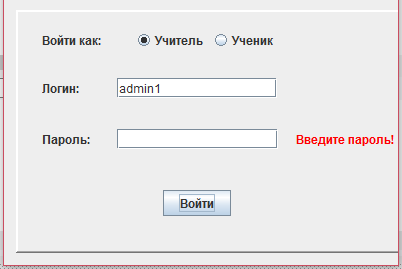 Войти как: Учитель Ученик
Логин: admin1
Пароль: Введите пароль!
Войти